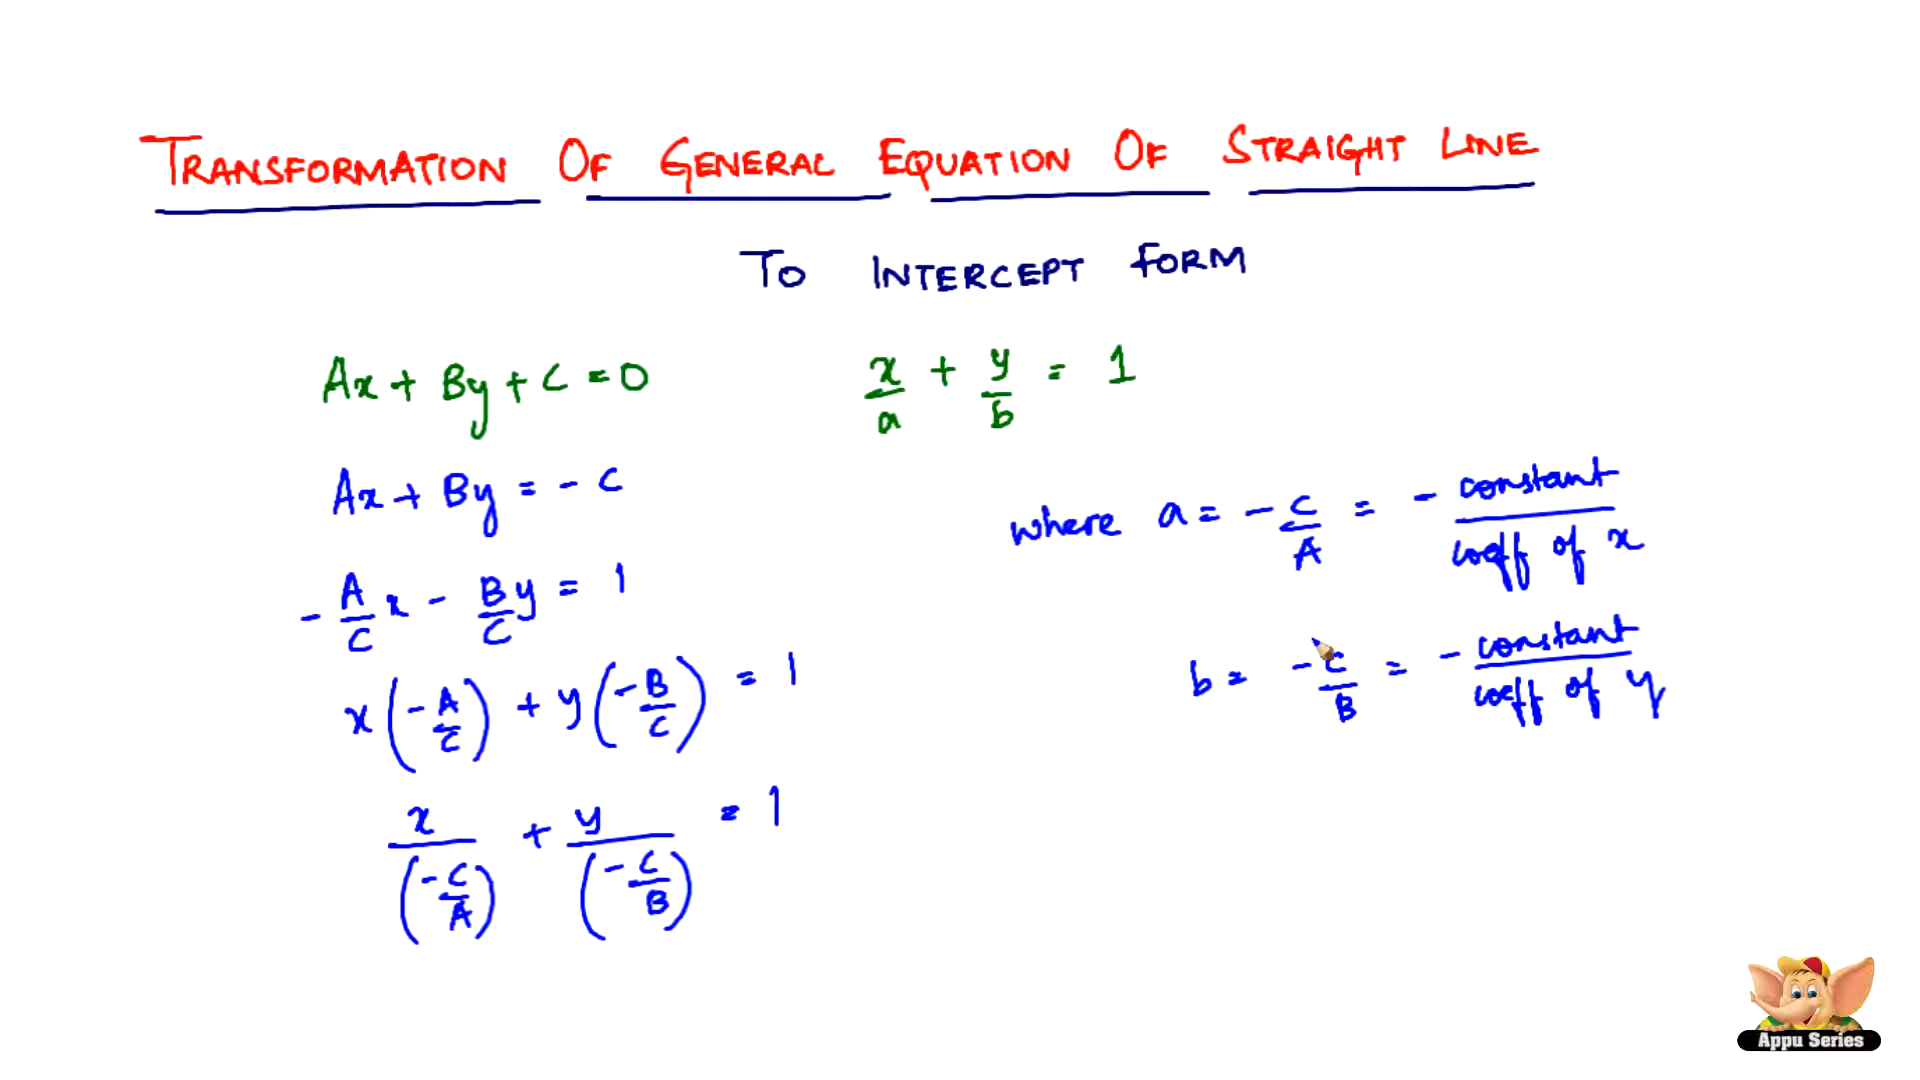 TRANSFORMATION OF GENERAL EQUATION OF STRAIGHT LINE
TO INTERCEPT FORM
Ax + By + C = 0
x/a + y/b = 1
Ax + By = - C
- A/C x - B/C y = 1
x(-A/C) + y(-B/C) = 1
x/(-C/A) + y/(-C/B) = 1
where a = - C/A = - constant/coeff of x
b = - C/B = - constant/coeff of y
Appu Series